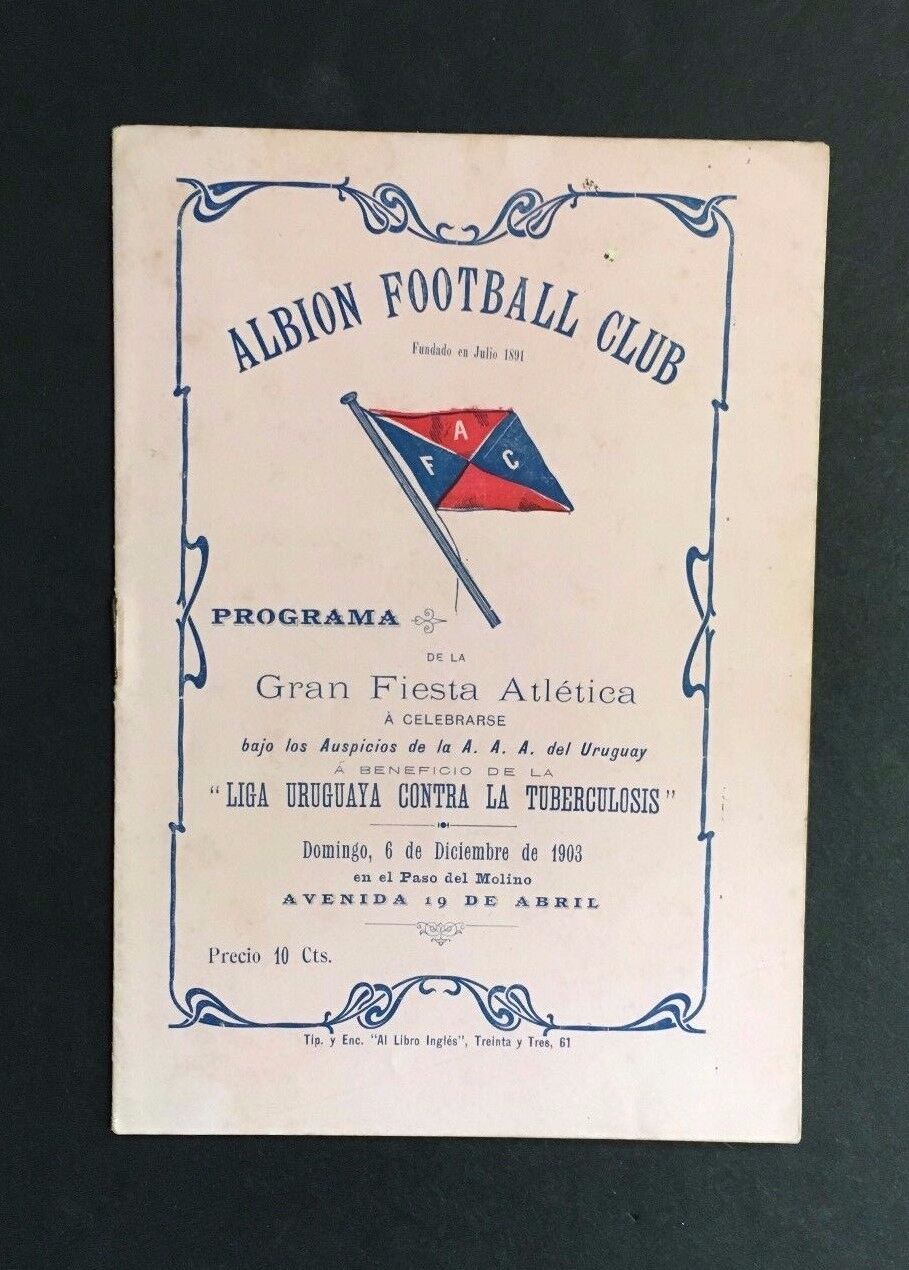 ALBION FOOTBALL CLUB
Fundado en Julio 1891
A
F C
PROGRAMA
DE LA
Gran Fiesta Atlética
À CELEBRARSE
bajo los Auspicios de la A. A. A. del Uruguay
Á BENEFICIO DE LA
"LIGA URUGUAYA CONTRA LA TUBERCULOSIS"
Domingo, 6 de Diciembre de 1903
en el Paso del Molino
AVENIDA 19 DE ABRIL
Precio 10 Cts.
Tip. y Enc. "Al Libro Inglés", Treinta y Tres, 61